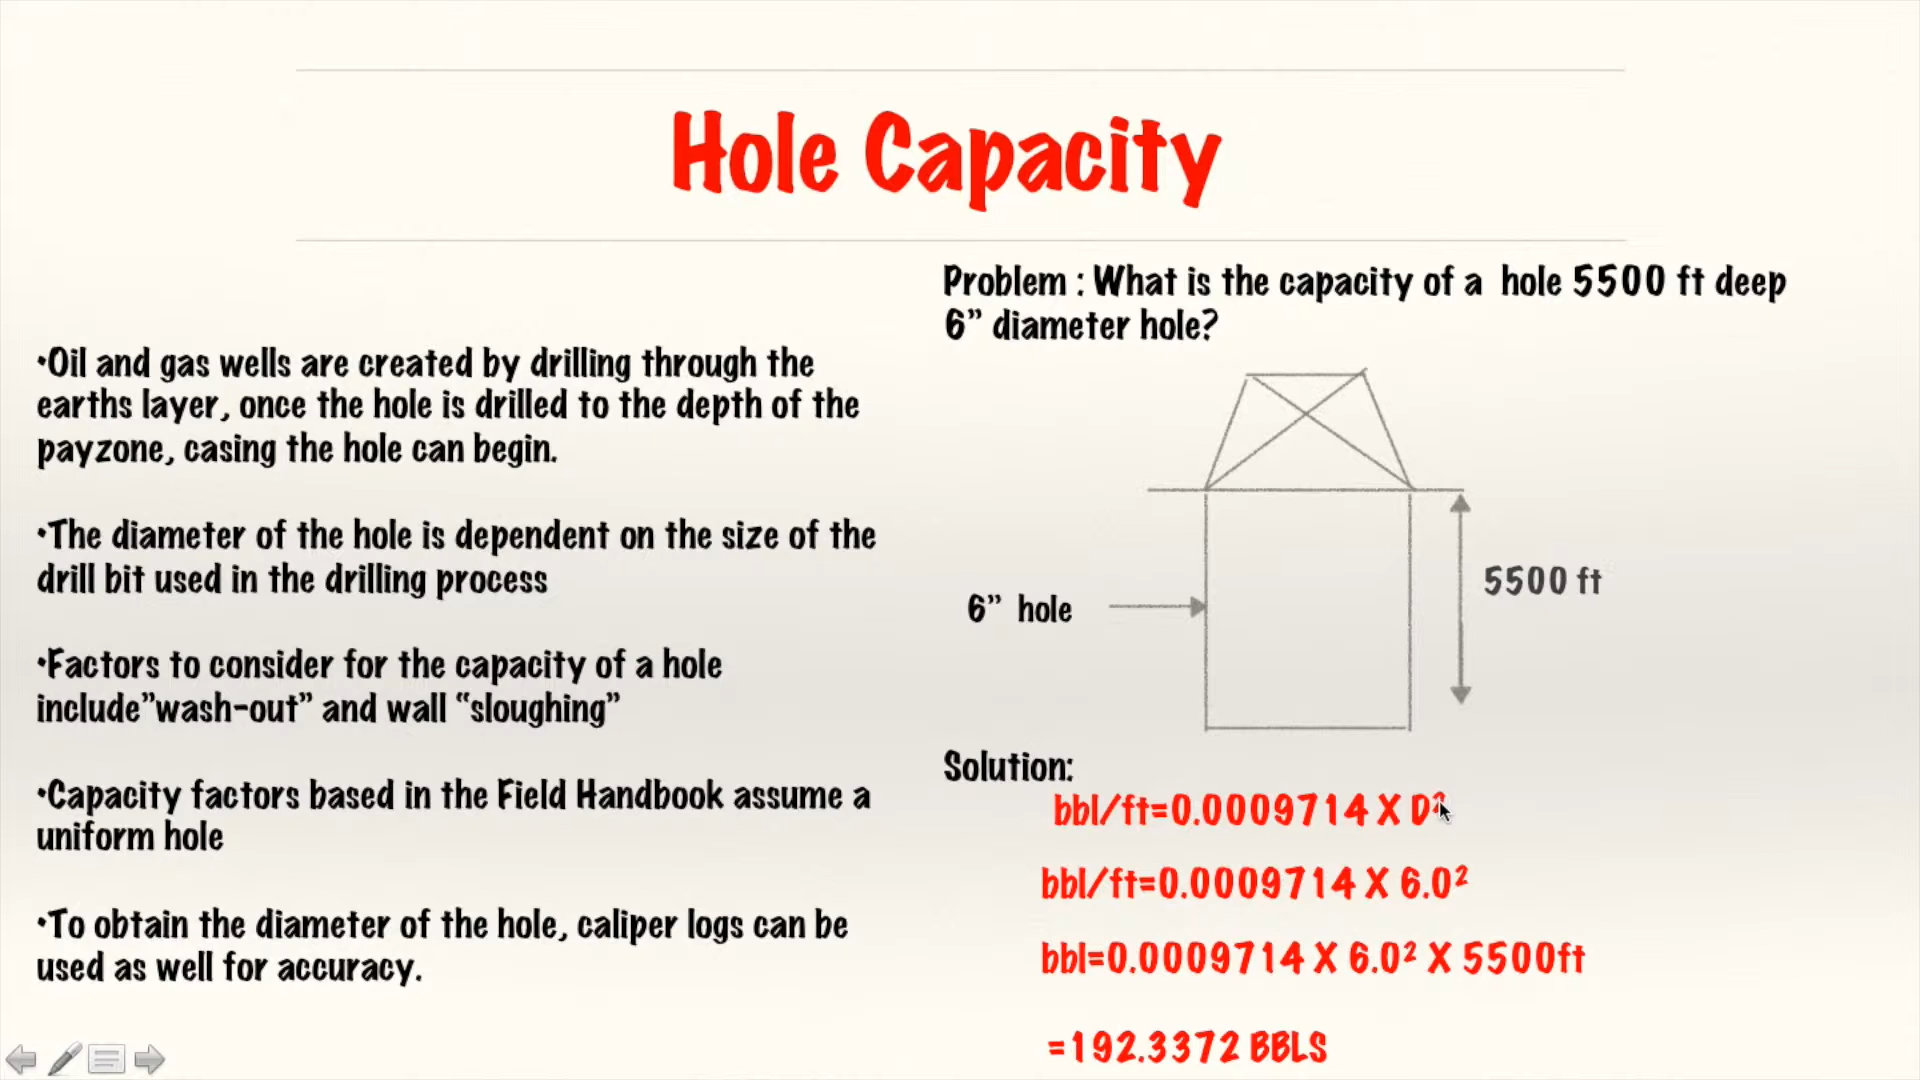 Hole Capacity
•Oil and gas wells are created by drilling through the
earths layer, once the hole is drilled to the depth of the
payzone, casing the hole can begin.
•The diameter of the hole is dependent on the size of the
drill bit used in the drilling process
•Factors to consider for the capacity of a hole
include”wash-out” and wall “sloughing”
•Capacity factors based in the Field Handbook assume a
uniform hole
•To obtain the diameter of the hole, caliper logs can be
used as well for accuracy.
Problem : What is the capacity of a hole 5500 ft deep
6” diameter hole?
5500 ft
6” hole
Solution:
bbl/ft=0.0009714 X D²
bbl/ft=0.0009714 X 6.0²
bbl=0.0009714 X 6.0² X 5500ft
=192.3372 BBLS